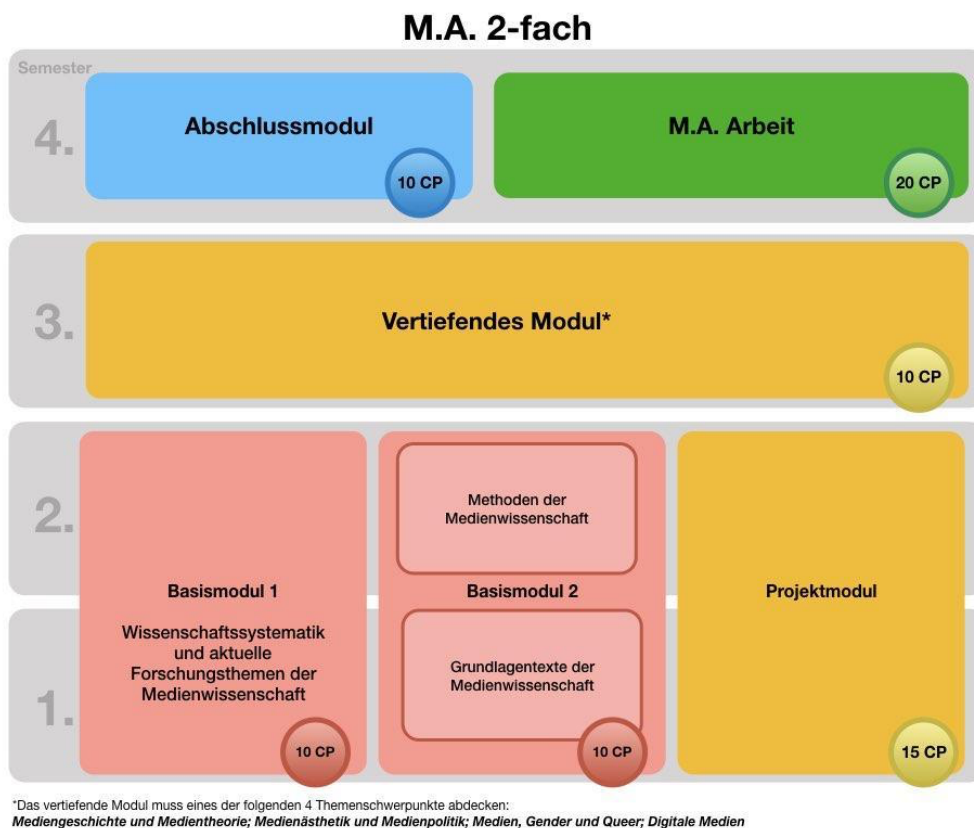 M.A. 2-fach
Semester
4.
Abschlussmodul
10 CP
M.A. Arbeit
20 CP
3.
Vertiefendes Modul*
10 CP
2.
1.
Basismodul 1
Wissenschaftssystematik
und aktuelle
Forschungsthemen der
Medienwissenschaft
10 CP
Methoden der
Medienwissenschaft
Basismodul 2
Grundlagentexte der
Medienwissenschaft
10 CP
Projektmodul
15 CP
*Das vertiefende Modul muss eines der folgenden 4 Themenschwerpunkte abdecken:
Mediengeschichte und Medientheorie; Medienästhetik und Medienpolitik; Medien, Gender und Queer; Digitale Medien